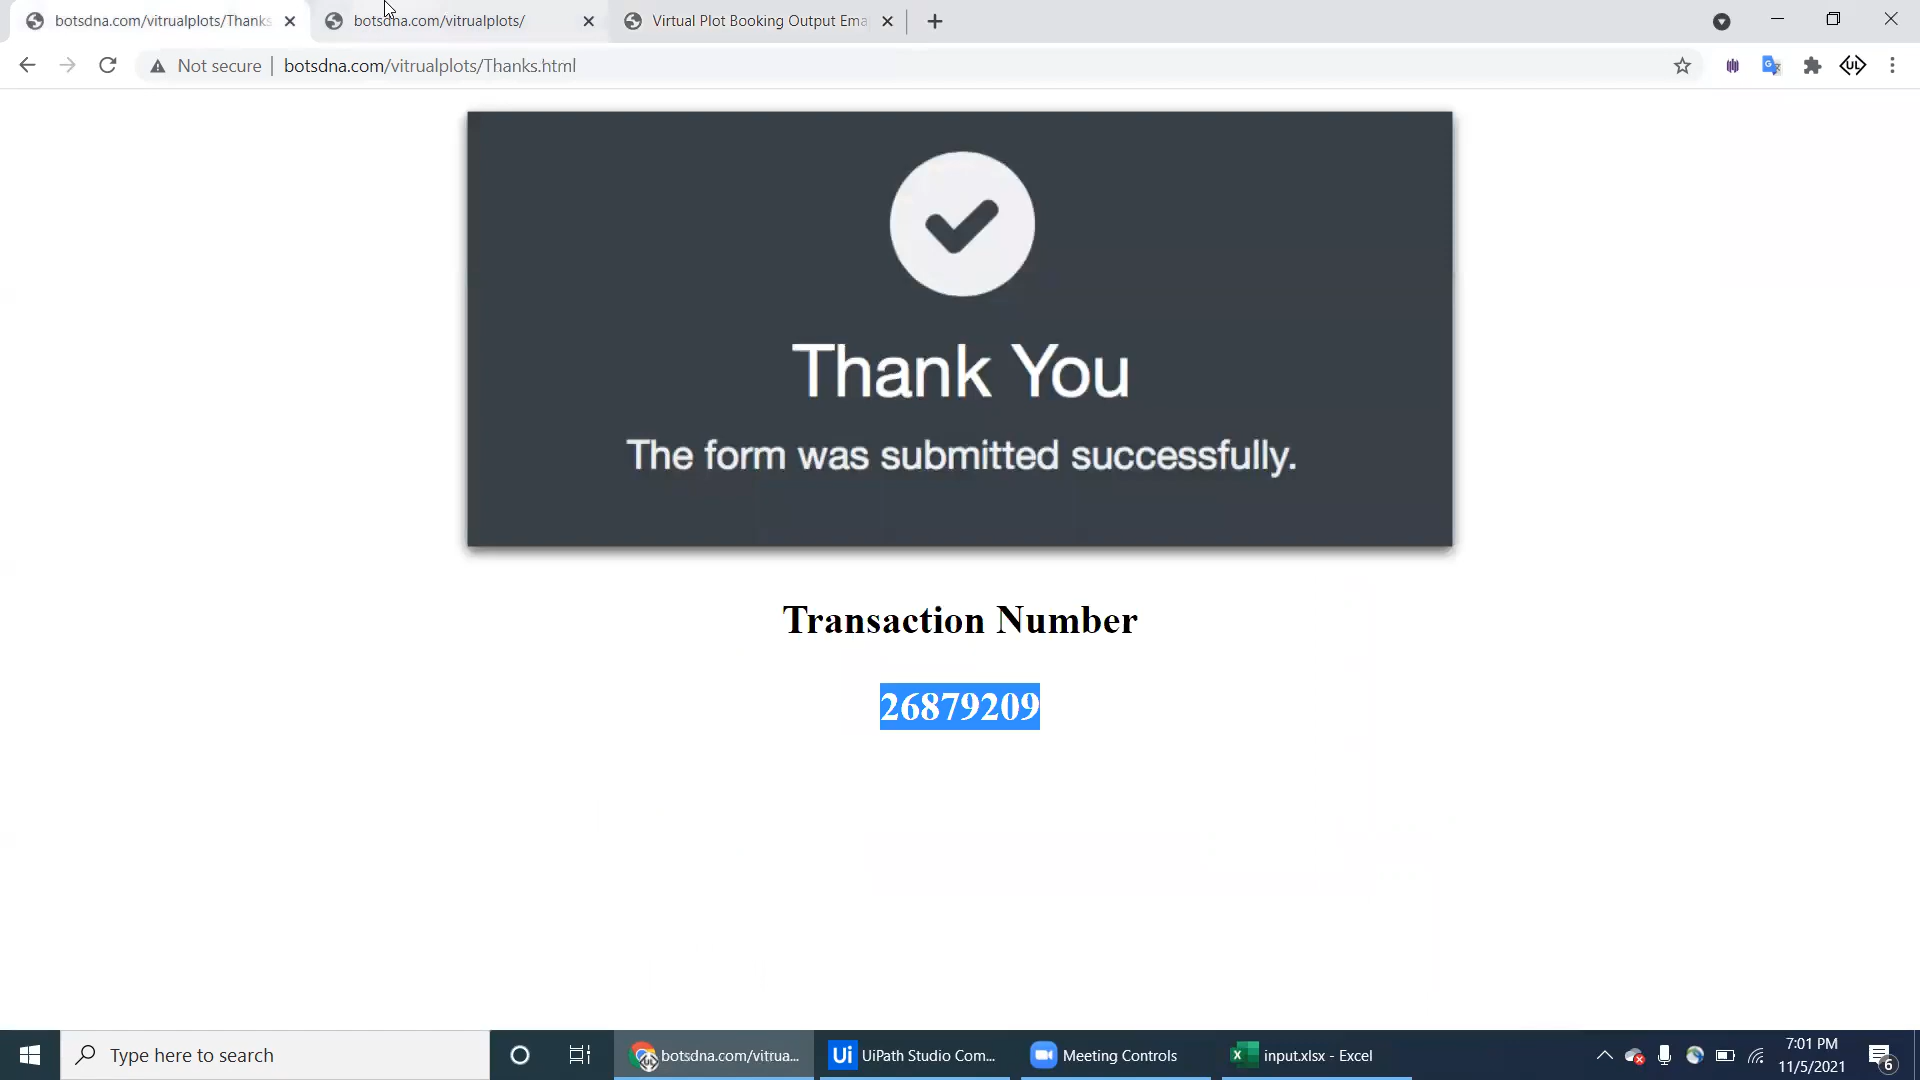 botsdna.com/vitrualplots/Thanks
botsdna.com/vitrualplots/
Virtual Plot Booking Output Ema
Not secure
botsdna.com/vitrualplots/Thanks.html
Thank You
The form was submitted successfully.
Transaction Number
26879209
Type here to search
botsdna.com/vitrua...
Ui
UiPath Studio Com...
Meeting Controls
input.xlsx - Excel
7:01 PM
11/5/2021
6